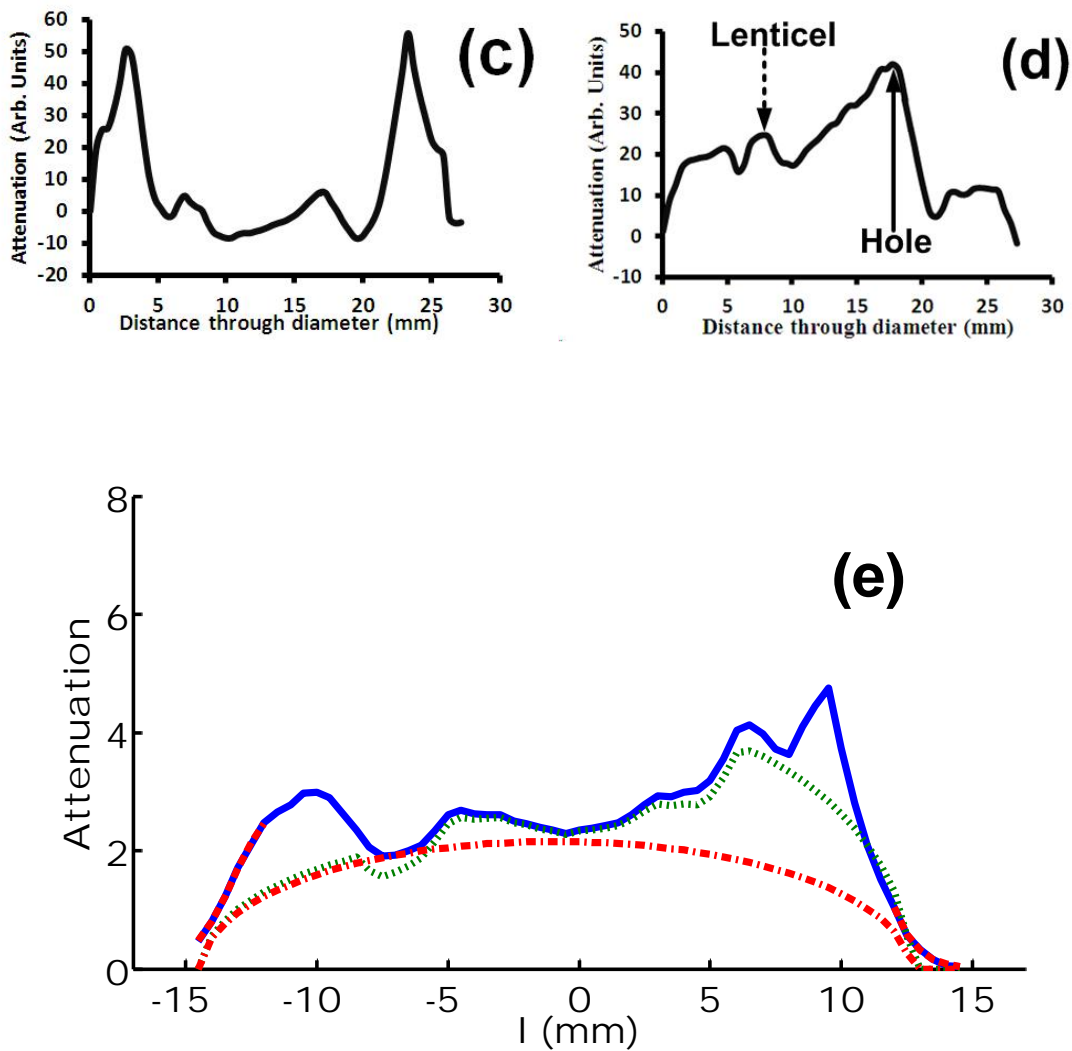 60
50
40
30
20
10
0
-10
-20
Attenuation (Arb. Units)
(c)
0 5 10 15 20 25 30
Distance through diameter (mm)
50
40
30
20
10
0
-10
Attenuation (Arb. Units)
Lenticel
(d)
Hole
0 5 10 15 20 25 30
Distance through diameter (mm)
8
6
4
2
0
Attenuation
(e)
-15 -10 -5 0 5 10 15
l (mm)